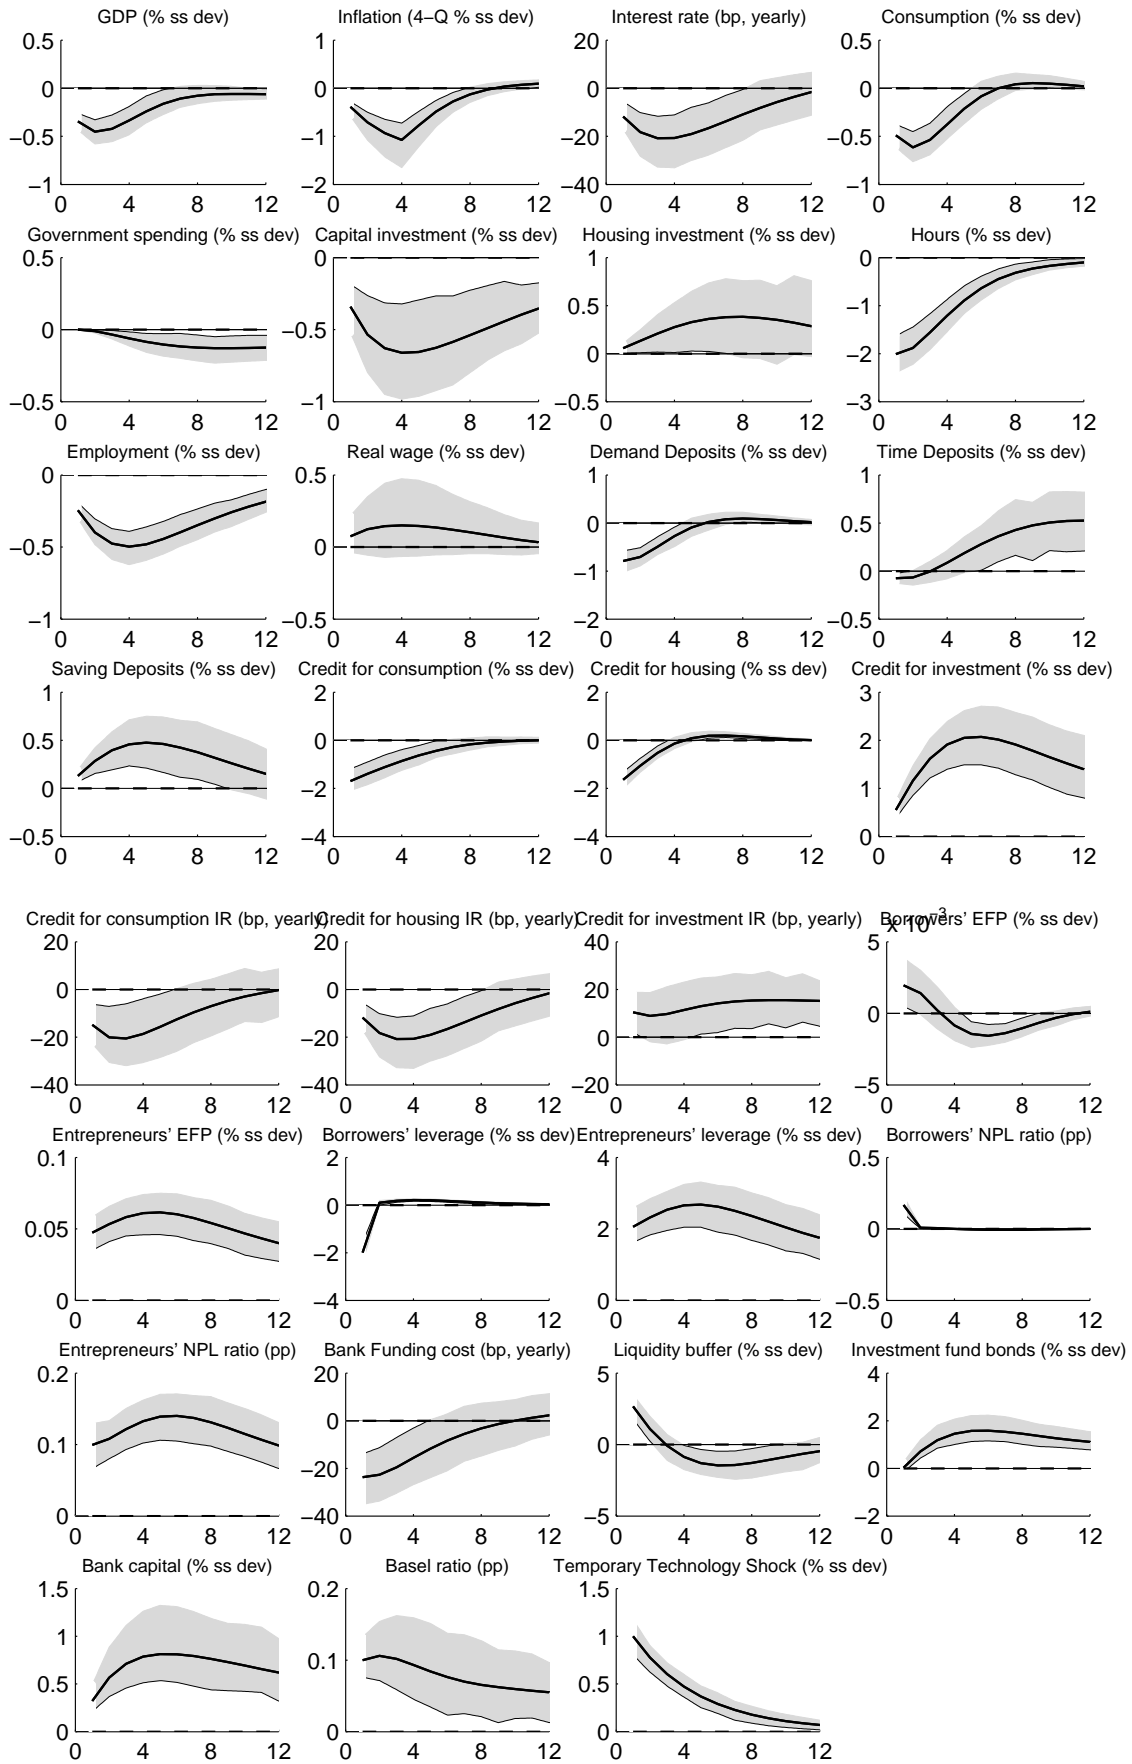 GDP (% ss dev) Inflation (4−Q % ss dev) Interest rate (bp, yearly) Consumption (% ss dev)
0.5 1 20 0.5
0 0 0 0
−0.5 −1 −20 −0.5
−1 −2 −40 −1
0 4 8 12 0 4 8 12 0 4 8 12 0 4 8 12
Government spending (% ss dev) Capital investment (% ss dev) Housing investment (% ss dev) Hours (% ss dev)
0.5 0 1 0
0.5 −1
0 −0.5 0 −2
−0.5 −1 −0.5 −3
0 4 8 12 0 4 8 12 0 4 8 12 0 4 8 12
Employment (% ss dev) Real wage (% ss dev) Demand Deposits (% ss dev) Time Deposits (% ss dev)
0 0.5 1 1
0 0.5
−0.5 0 −1 0
−1 −0.5 −2 −0.5
0 4 8 12 0 4 8 12 0 4 8 12 0 4 8 12
Saving Deposits (% ss dev) Credit for consumption (% ss dev) Credit for housing (% ss dev) Credit for investment (% ss dev)
1 2 2 3
0.5 0 0 2
0 −2 −2 1
−0.5 −4 −4 0
0 4 8 12 0 4 8 12 0 4 8 12 0 4 8 12
Credit for consumption IR (bp, yearly) Credit for housing IR (bp, yearly) Credit for investment IR (bp, yearly) Borrowers' EFP (% ss dev)
x 10−3
20 20 40 5
0 0 20 0
−20 −20 0
−40 −40 −20 −5
0 4 8 12 0 4 8 12 0 4 8 12 0 4 8 12
Entrepreneurs' EFP (% ss dev) Borrowers' leverage (% ss dev) Entrepreneurs' leverage (% ss dev) Borrowers' NPL ratio (pp)
0.1 2 4 0.5
0.05 0 2 0
−2
0 −4 0 −0.5
0 4 8 12 0 4 8 12 0 4 8 12 0 4 8 12
Entrepreneurs' NPL ratio (pp) Bank Funding cost (bp, yearly) Liquidity buffer (% ss dev) Investment fund bonds (% ss dev)
0.2 20 5 4
0.1 0 0 2
−20 0
0 −40 −5 −2
0 4 8 12 0 4 8 12 0 4 8 12 0 4 8 12
Bank capital (% ss dev) Basel ratio (pp) Temporary Technology Shock (% ss dev)
1.5 0.2 1.5
1 0.1 1
0.5 0.5
0 0 0
0 4 8 12 0 4 8 12 0 4 8 12